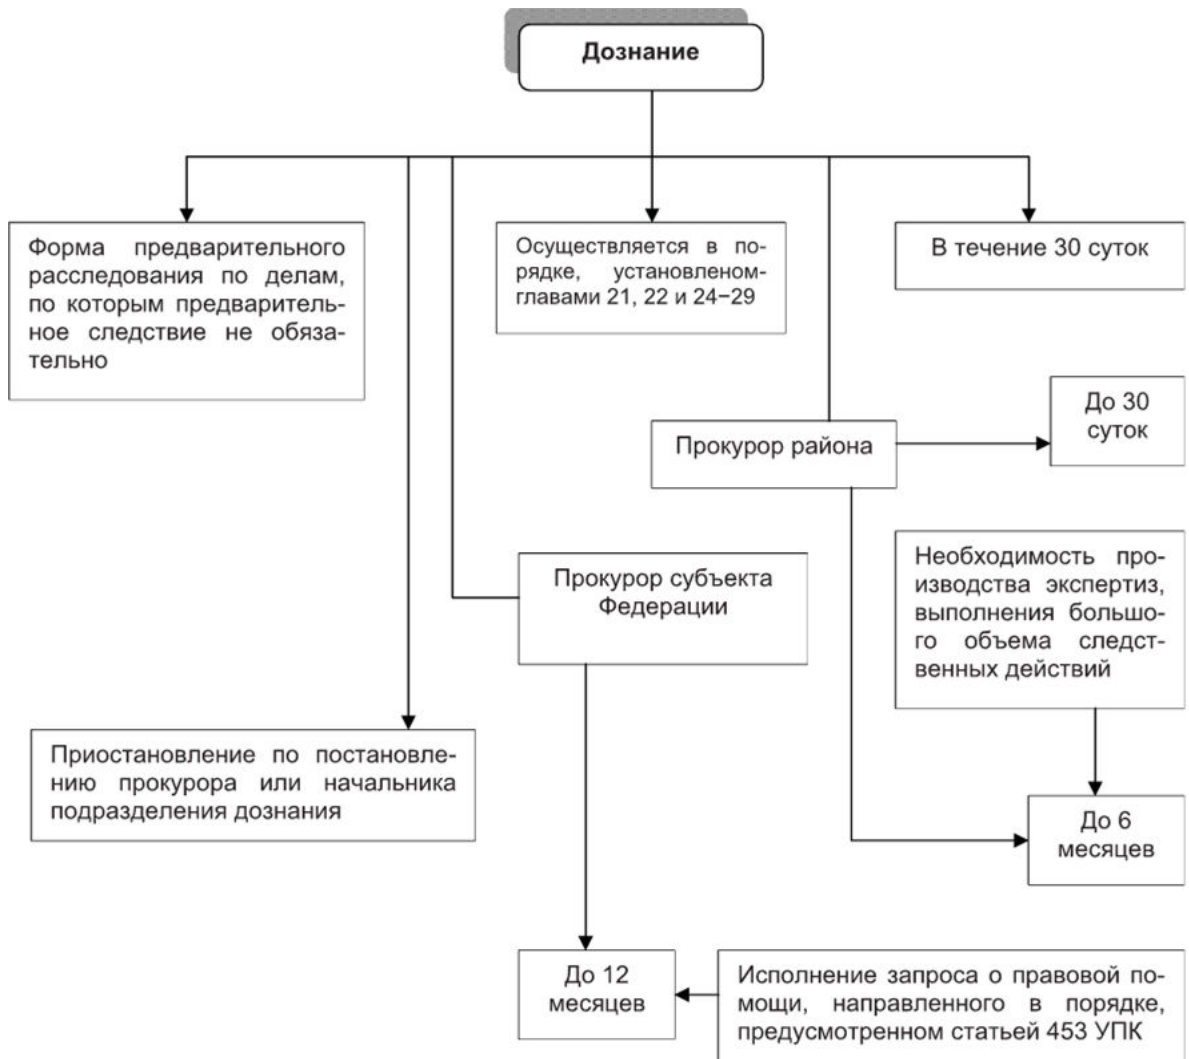 Дознание
Форма предварительного
расследования по делам,
по которым предваритель-
ное следствие не обяза-
тельно
Осуществляется в по-
рядке, установленом-
главами 21, 22 и 24−29
В течение 30 суток
До 30
суток
Прокурор района
Необходимость про-
изводства экспертиз,
выполнения большо-
го объема следст-
венных действий
Прокурор субъекта
Федерации
Приостановление по постановле-
нию прокурора или начальника
подразделения дознания
До 6
месяцев
До 12
месяцев
Исполнение запроса о правовой по-
мощи, направленного в порядке,
предусмотренном статьей 453 УПК